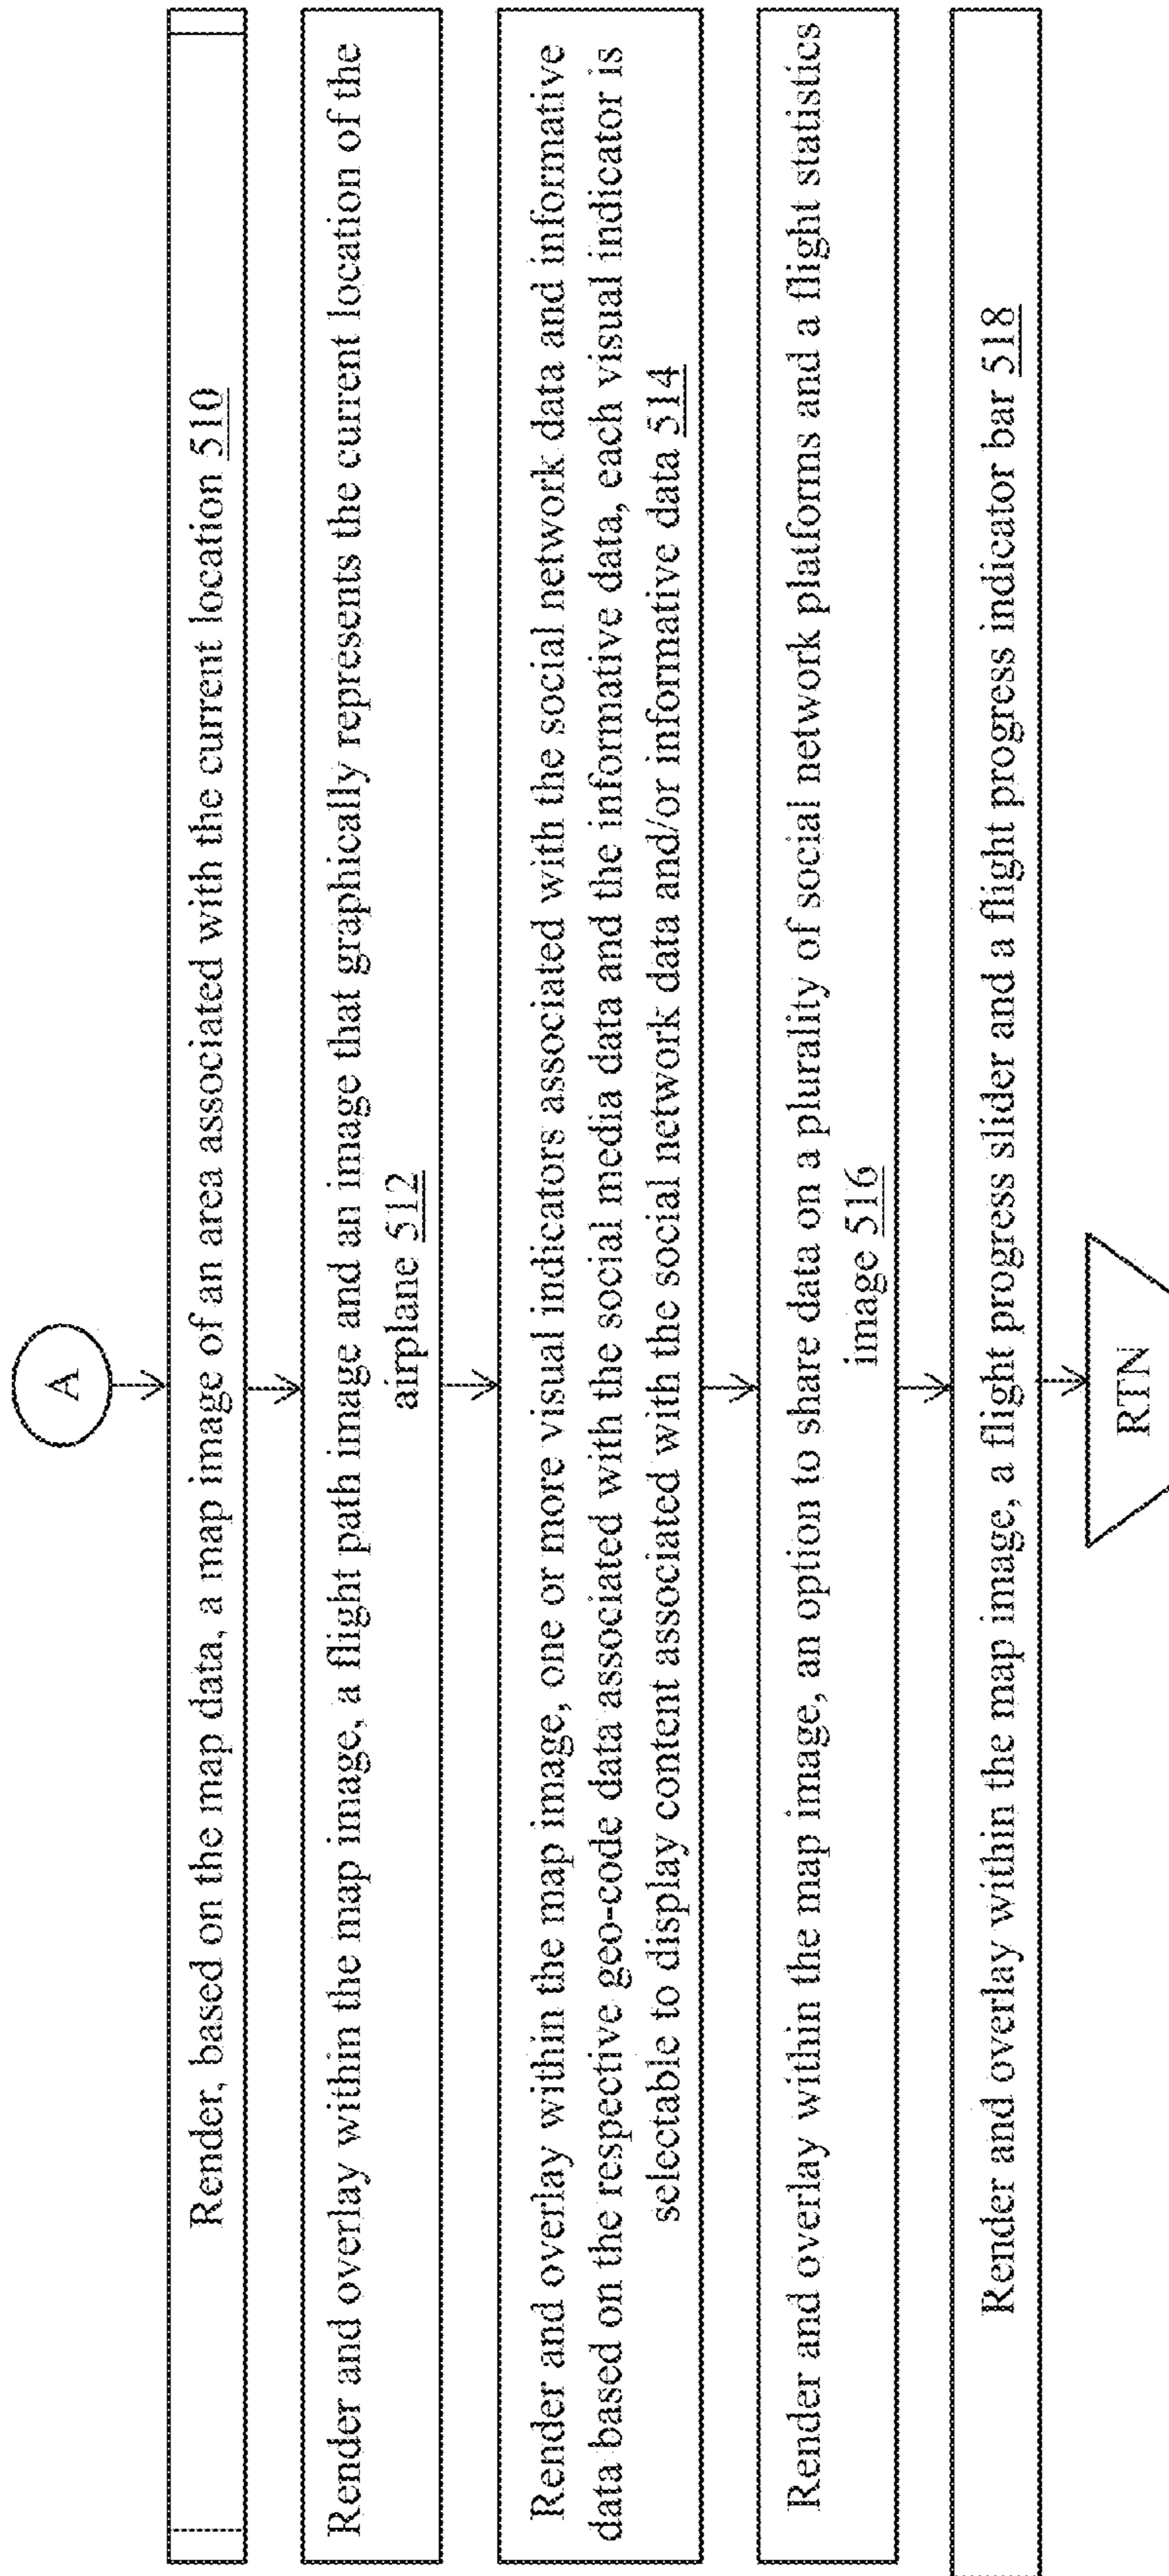 A
Render, based on the map data, a map image of an area associated with the current location 510
Render and overlay within the map image, a flight path image and an image that graphically represents the current location of the
airplane 512
Render and overlay within the map image, one or more visual indicators associated with the social network data and informative
data based on the respective geo-code data associated with the social media data and the informative data, each visual indicator is
selectable to display content associated with the social network data and/or informative data 514
Render and overlay within the map image, an option to share data on a plurality of social network platforms and a flight statistics
image 516
Render and overlay within the map image, a flight progress slider and a flight progress indicator bar 518
RTN